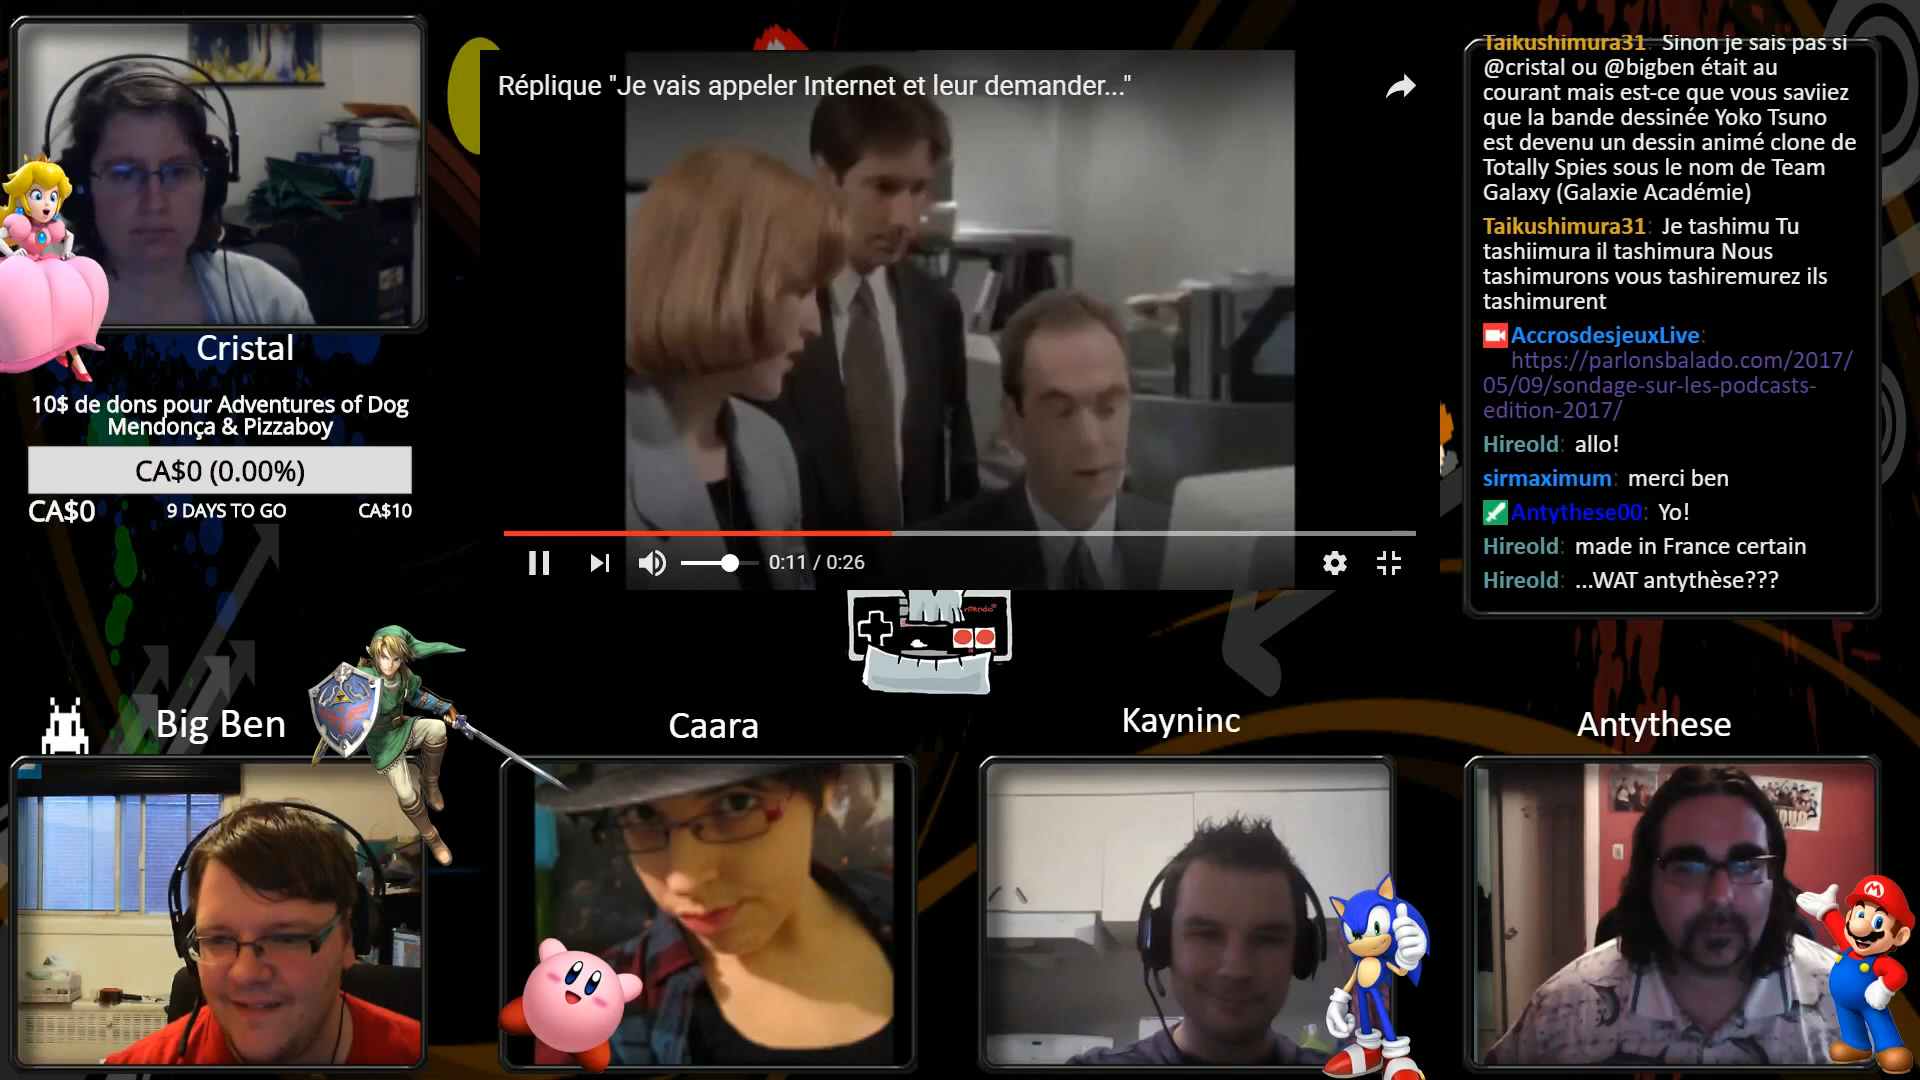 Réplique "Je vais appeler Internet et leur demander..."
0:11 / 0:26
Cristal
10$ de dons pour Adventures of Dog
Mendonça & Pizzaboy
CA$0 (0.00%)
CA$0 9 DAYS TO GO CA$10
Taikushimura31: Sinon je sais pas si
@cristal ou @bigben était au
courant mais est-ce que vous saviiez
que la bande dessinée Yoko Tsuno
est devenu un dessin animé clone de
Totally Spies sous le nom de Team
Galaxy (Galaxie Académie)
Taikushimura31: Je tashimu Tu
tashiimura il tashimura Nous
tashimurons vous tashiremurez ils
tashimurent
AccrosdesjeuxLive:
https://parlonsbalado.com/2017/
05/09/sondage-sur-les-podcasts-
edition-2017/
Hireold: allo!
sirmaximum: merci ben
Antythese00: Yo!
Hireold: made in France certain
Hireold: ...WAT antythèse???
Big Ben
Caara
Kayninc
Antythese
M